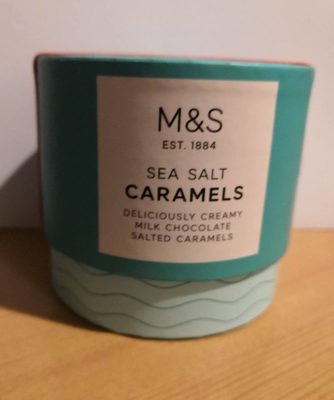 M&S
EST. 1884
SEA SALT
CARAMELS
DELICIOUSLY CREAMY
MILK CHOCOLATE
SALTED CARAMELS